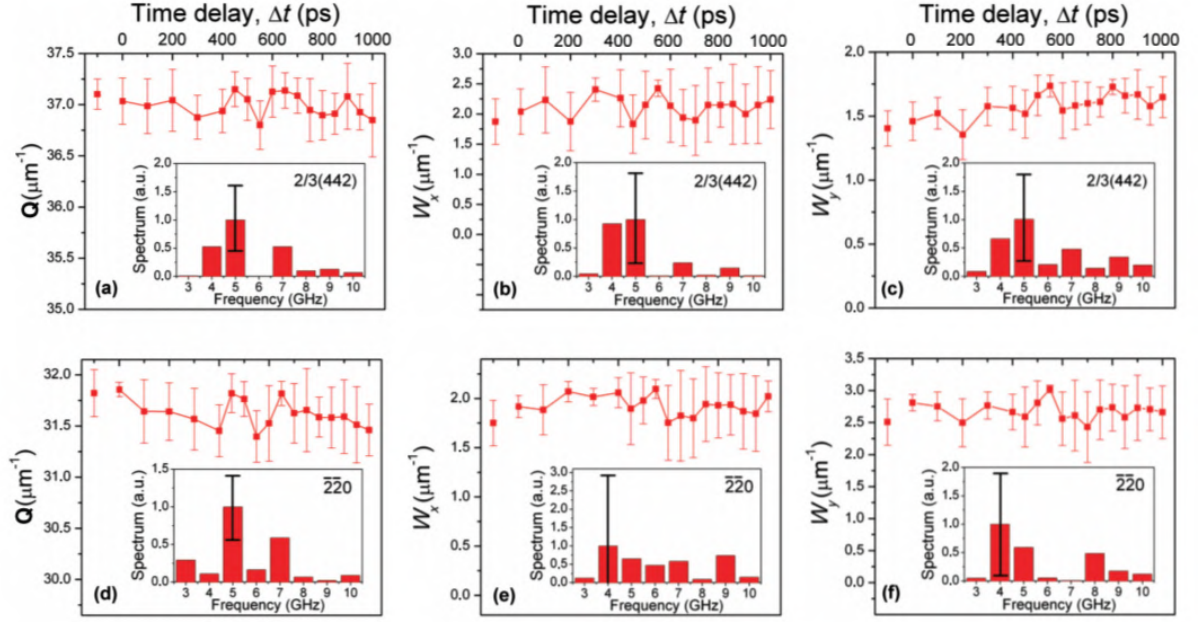 Time delay, Δt (ps)
0 200 400 600 800 1000
Time delay, Δt (ps)
0 200 400 600 800 1000
Time delay, Δt (ps)
0 200 400 600 800 1000
37.5
37.0
36.5
36.0
35.5
35.0
Q(μm⁻¹)
(a)
2/3(442)
Spectrum (a.u.)
2.0
1.5
1.0
0.5
0.0
3 4 5 6 7 8 9 10
Frequency (GHz)
3.0
2.5
2.0
1.5
1.0
0.5
0.0
Wx(μm⁻¹)
(b)
2/3(442)
Spectrum (a.u.)
2.0
1.5
1.0
0.5
0.0
3 4 5 6 7 8 9 10
Frequency (GHz)
2.0
1.5
1.0
0.5
0.0
Wy(μm⁻¹)
(c)
2/3(442)
Spectrum (a.u.)
2.0
1.5
1.0
0.5
0.0
3 4 5 6 7 8 9 10
Frequency (GHz)
32.0
31.5
31.0
30.5
30.0
Q(μm⁻¹)
(d)
2̅2̅0
Spectrum (a.u.)
1.5
1.0
0.5
0.0
3 4 5 6 7 8 9 10
Frequency (GHz)
2.0
1.5
1.0
0.5
0.0
Wx(μm⁻¹)
(e)
2̅2̅0
Spectrum (a.u.)
3.0
2.5
2.0
1.5
1.0
0.5
0.0
3 4 5 6 7 8 9 10
Frequency (GHz)
3.5
3.0
2.5
2.0
1.5
1.0
0.5
0.0
Wy(μm⁻¹)
(f)
2̅2̅0
Spectrum (a.u.)
2.0
1.5
1.0
0.5
0.0
3 4 5 6 7 8 9 10
Frequency (GHz)